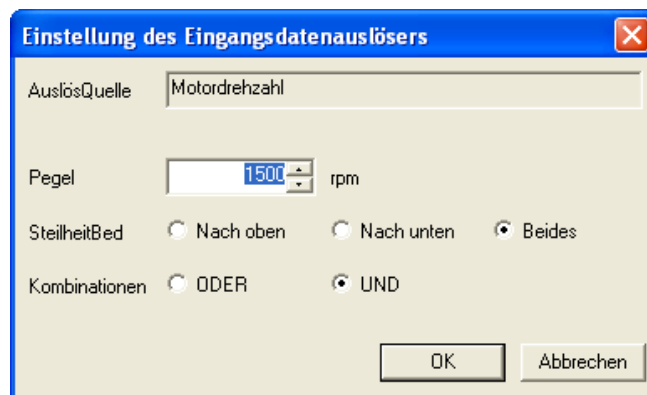 Einstellung des Eingangsdatenauslösers
AuslösQuelle Motordrehzahl
Pegel 1500 rpm
SteilheitBed Nach oben Nach unten Beides
Kombinationen ODER UND
OK Abbrechen